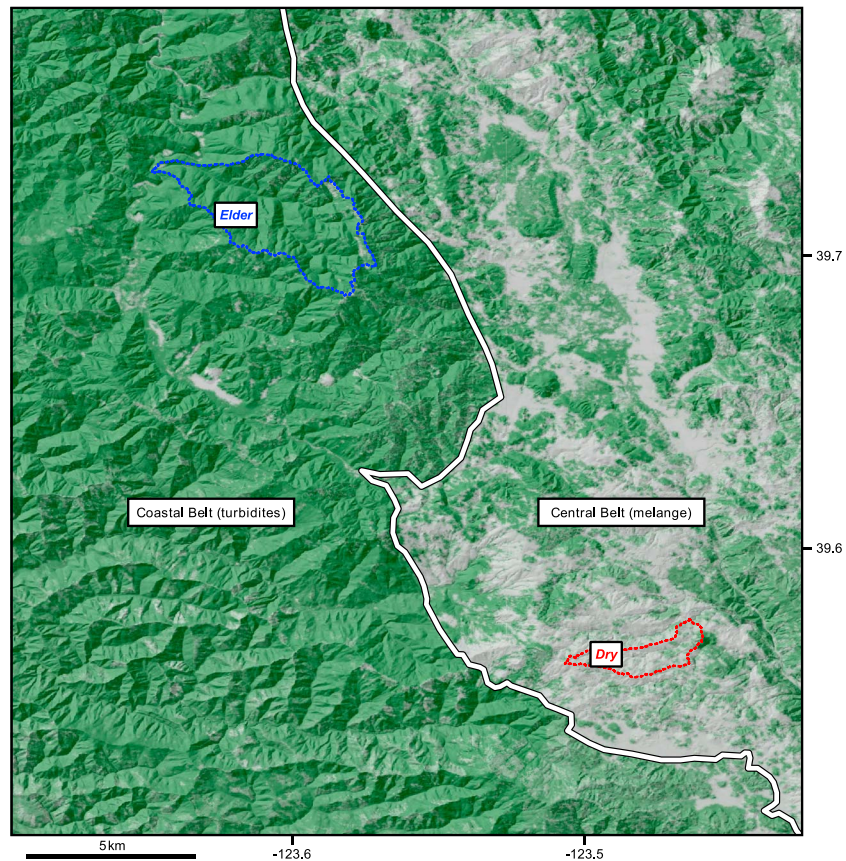 Elder
39.7
Coastal Belt (turbidites)
Central Belt (melange)
39.6
Dry
5km
-123.6
-123.5